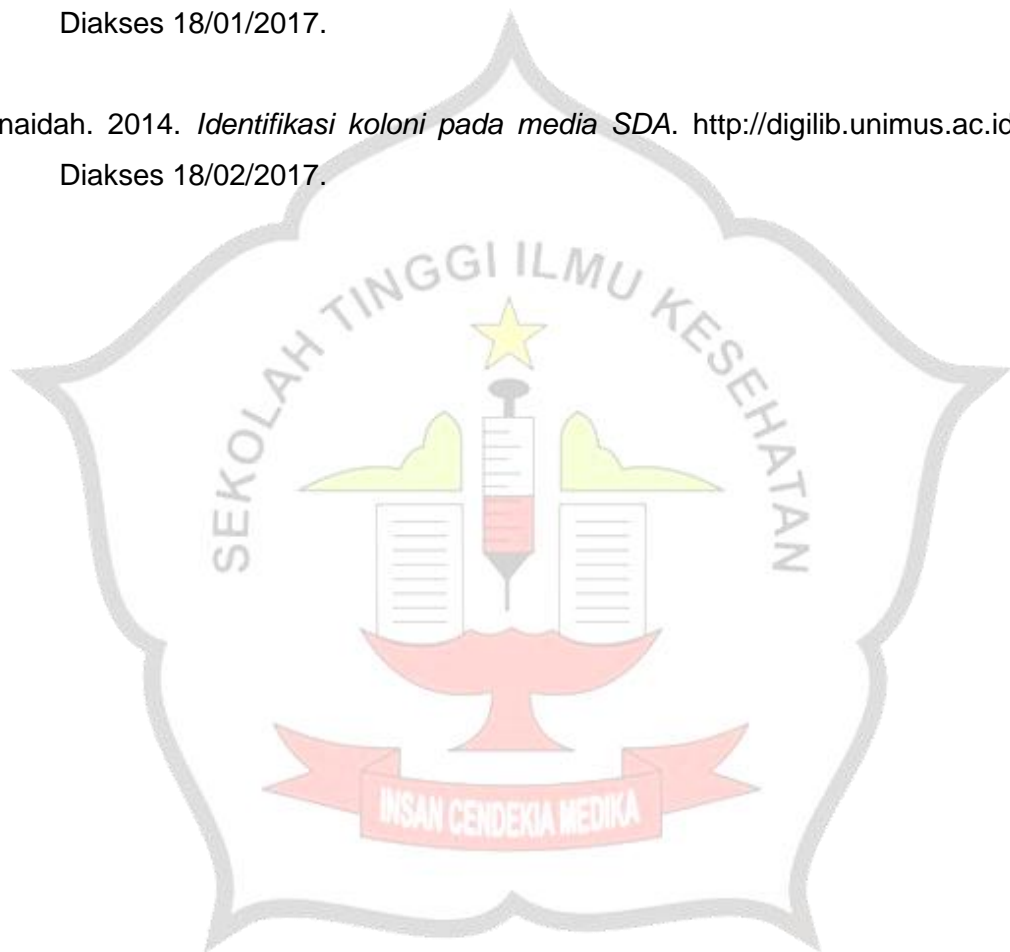 Diakses 18/01/2017.
naidah. 2014. Identifikasi koloni pada media SDA. http://digilib.unimus.ac.id
Diakses 18/02/2017.
SEKOLAH TINGGI ILMU KESEHATAN
INSAN CENDEKIA MEDIKA